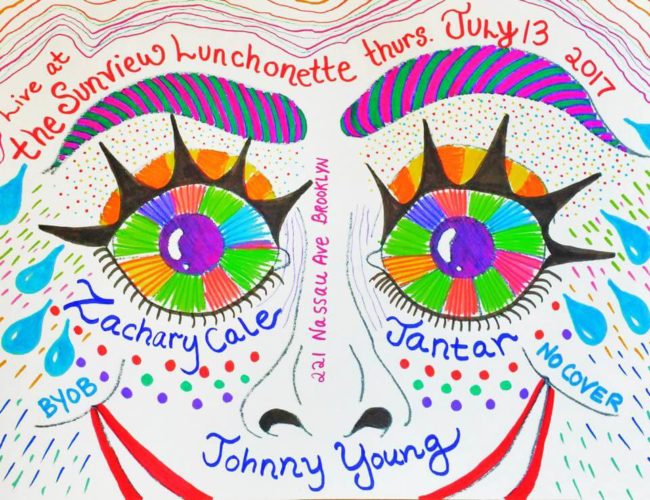 Live at
the Sunview Lunchonette thurs. July 13 2017
221 Nassau Ave Brooklyn
Zachary Cale
Tantar
BYOB
NO COVER
Johnny Young